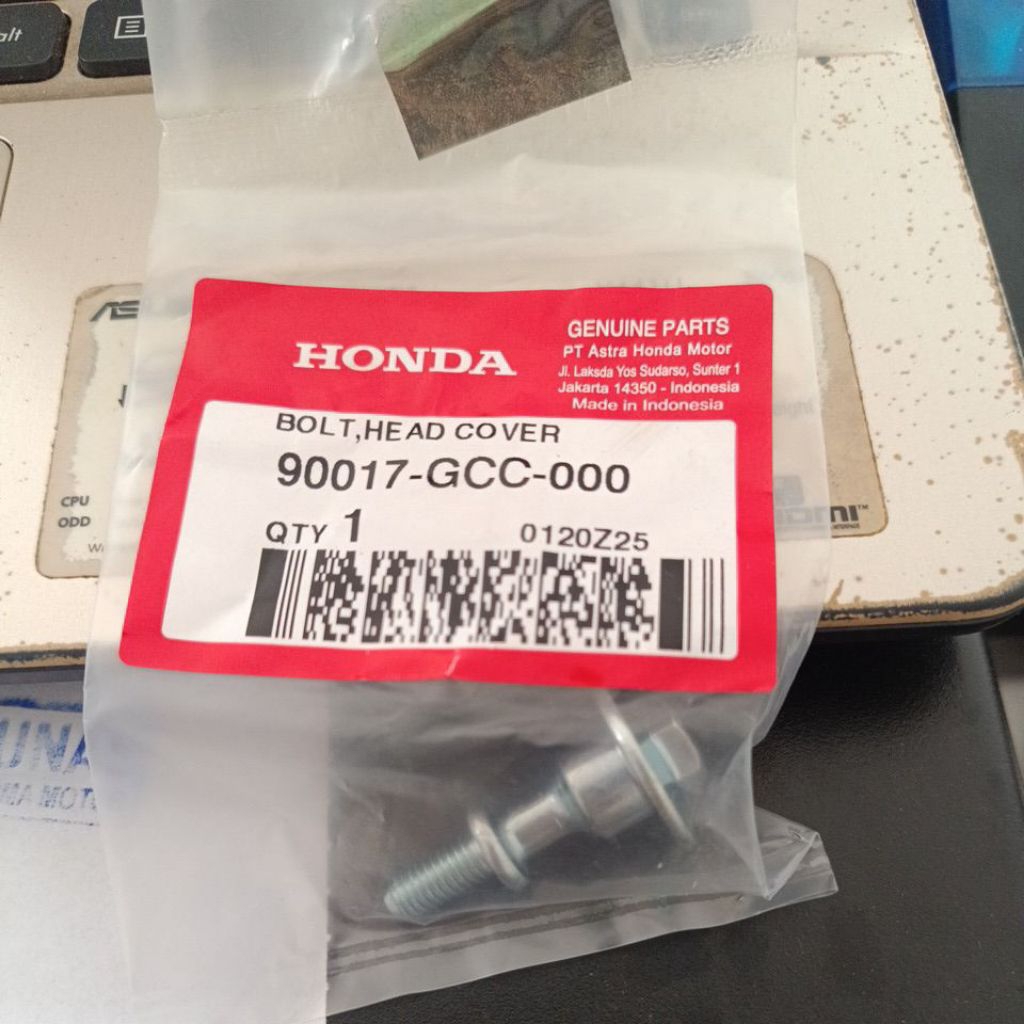 alt
HONDA
GENUINE PARTS
PT Astra Honda Motor
Jl. Laksda Yos Sudarso, Sunter 1
Jakarta 14350 - Indonesia
Made in Indonesia
BOLT,HEAD COVER
90017-GCC-000
QTY 1
0120Z25
CPU
ODD